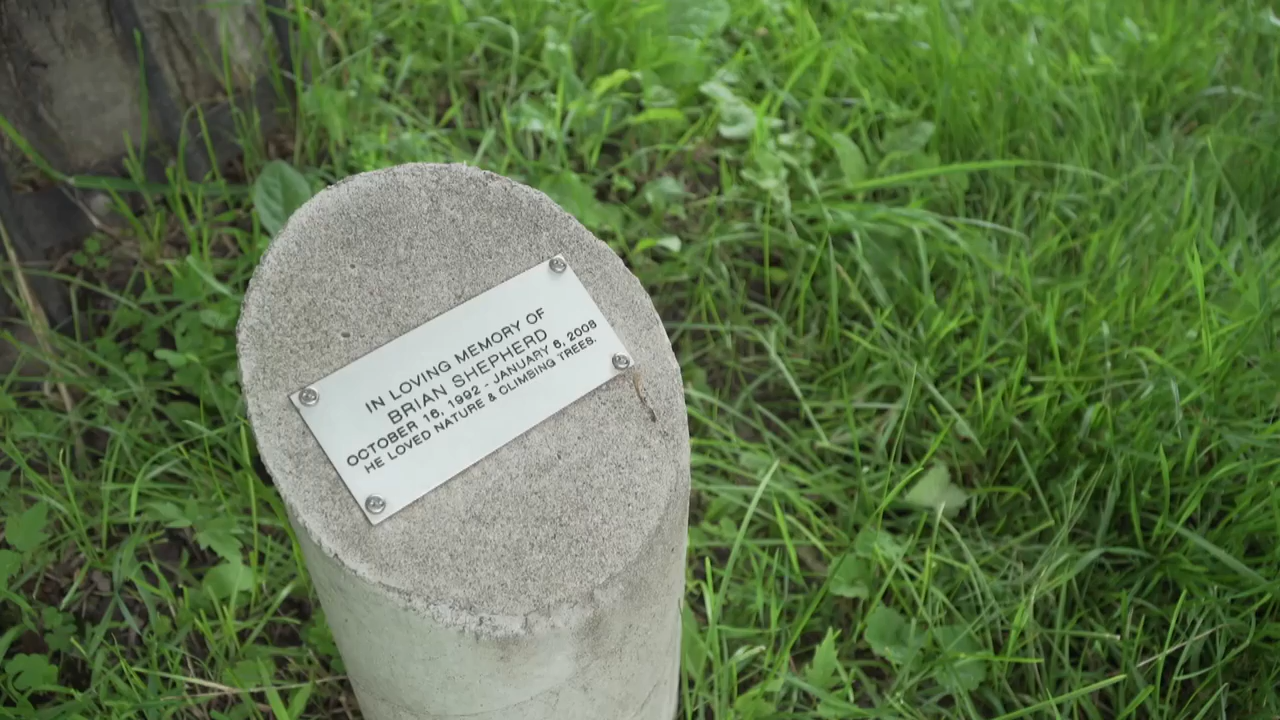 IN LOVING MEMORY OF
BRIAN SHEPHERD
OCTOBER 16, 1992 - JANUARY 6, 2008
HE LOVED NATURE & CLIMBING TREES.